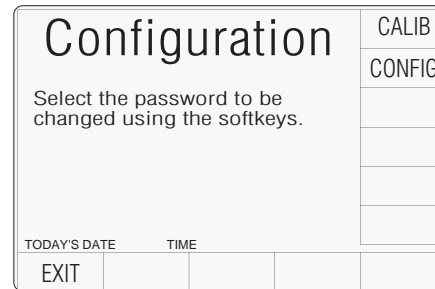 Configuration
CALIB
CONFIG
Select the password to be
changed using the softkeys.
TODAY'S DATE TIME
EXIT